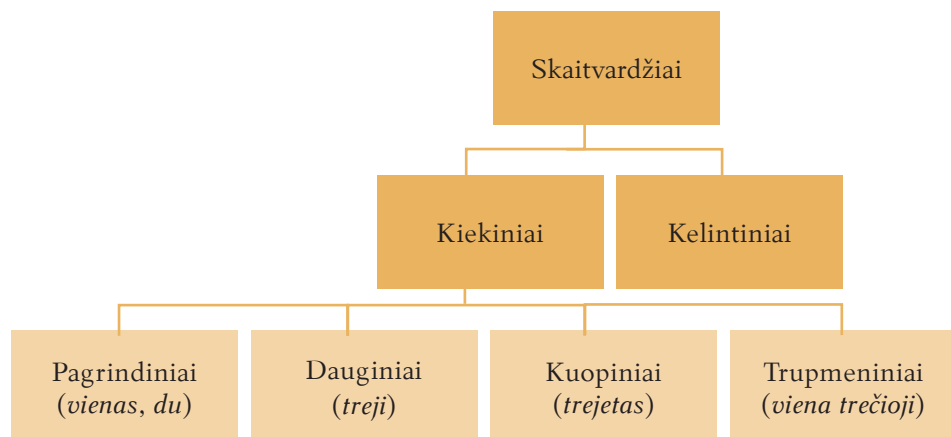 Skaitvardžiai
Kiekiniai
Kelintiniai
Pagrindiniai
(vienas, du)
Dauginiai
(treji)
Kuopiniai
(trejetas)
Trupmeniniai
(viena trečioji)